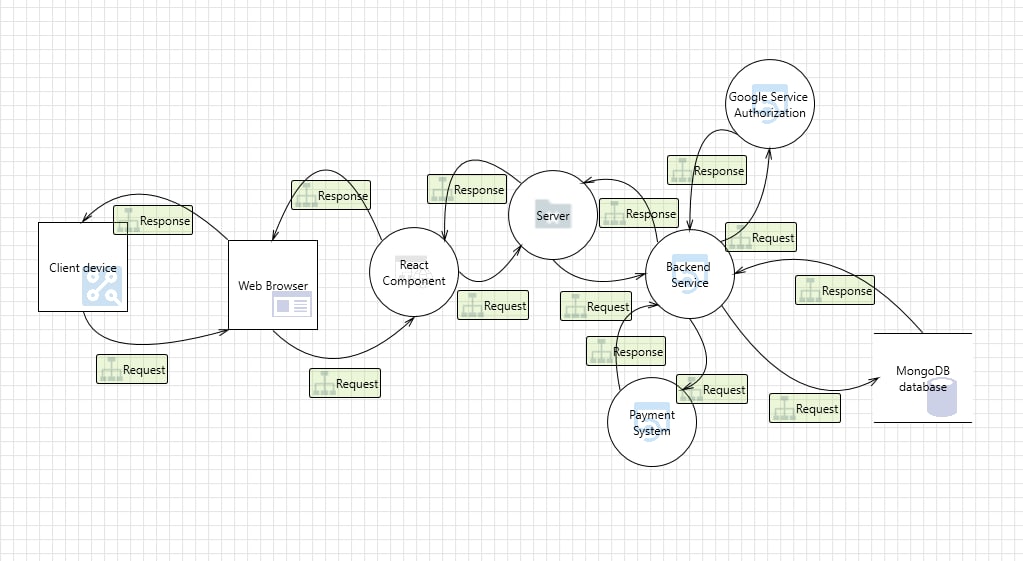 Google Service
Authorization
Response
Response
Response
Response
Response
Server
Request
Client device
React
Component
Backend
Service
Web Browser
Response
Request
Request
Response
Request
MongoDB
database
Request
Request
Request
Payment
System